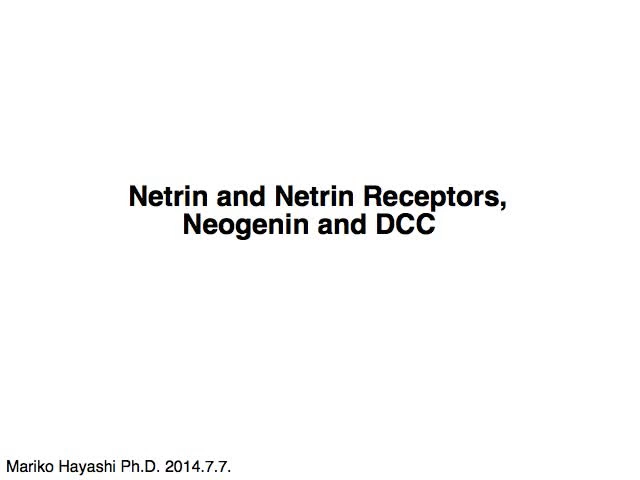 Netrin and Netrin Receptors,
Neogenin and DCC
Mariko Hayashi Ph.D. 2014.7.7.